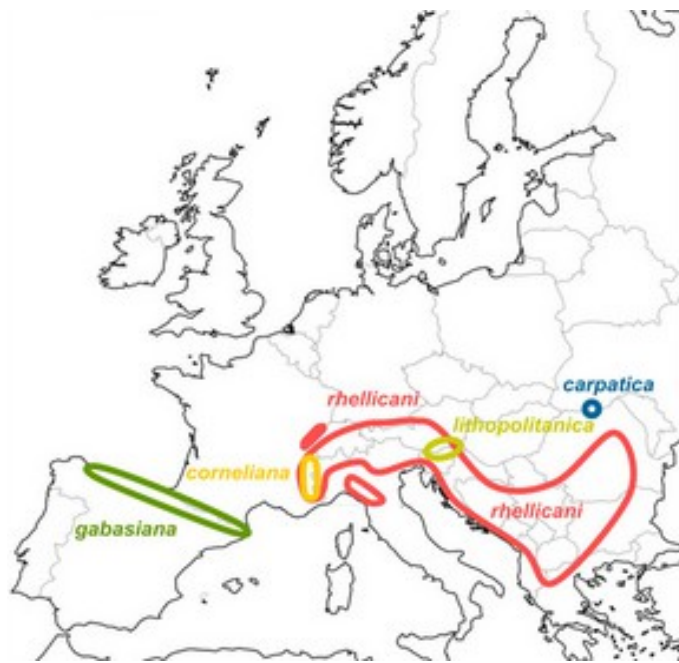 carpatica
rhellicani
lithopolitanica
corneliana
rhellicani
gabasiana